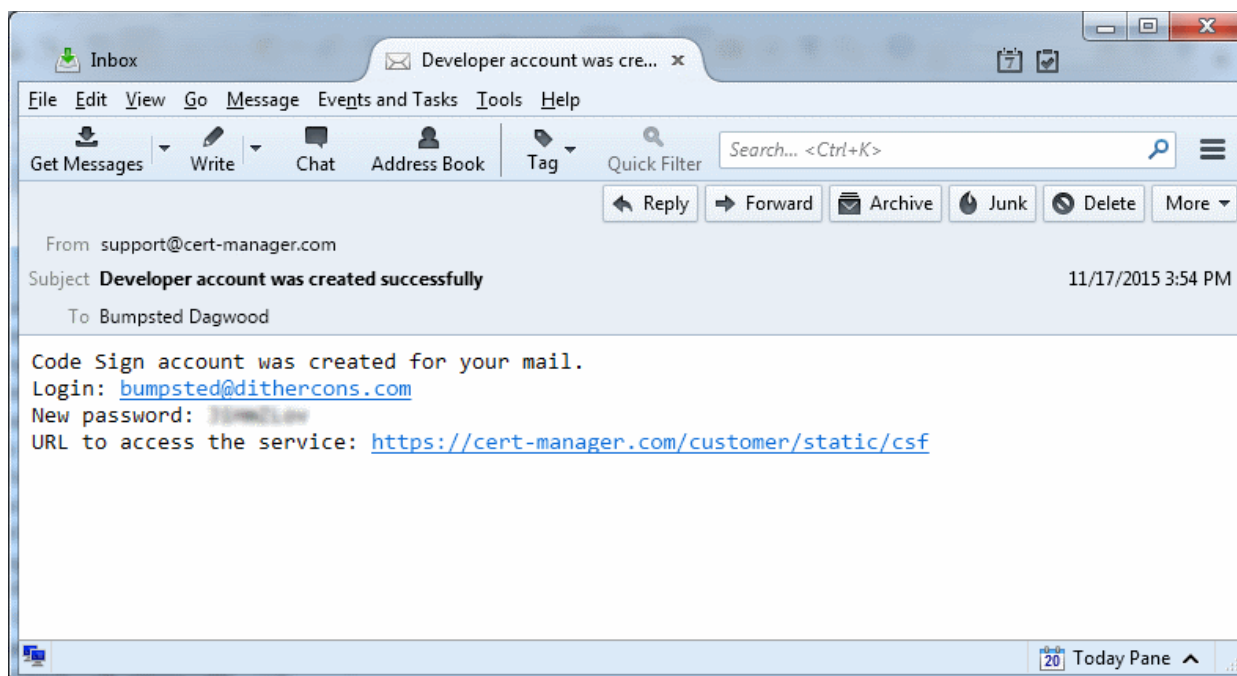 Inbox
Developer account was cre... x
7
File Edit View Go Message Events and Tasks Tools Help
Get Messages Write Chat Address Book Tag Quick Filter Search... <Ctrl+K>
Reply Forward Archive Junk Delete More
From support@cert-manager.com
Subject Developer account was created successfully 11/17/2015 3:54 PM
To Bumpsted Dagwood
Code Sign account was created for your mail.
Login: bumpsted@dithercons.com
New password:
URL to access the service: https://cert-manager.com/customer/static/csf
20 Today Pane